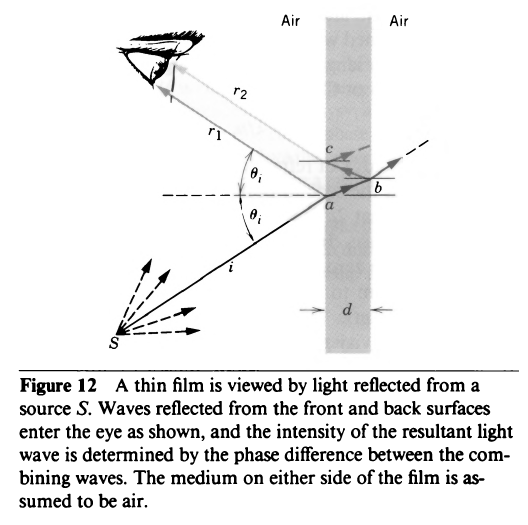 Air Air
r2
r1
c
θi
b
a
θi
i
d
S
Figure 12 A thin film is viewed by light reflected from a
source S. Waves reflected from the front and back surfaces
enter the eye as shown, and the intensity of the resultant light
wave is determined by the phase difference between the com-
bining waves. The medium on either side of the film is as-
sumed to be air.